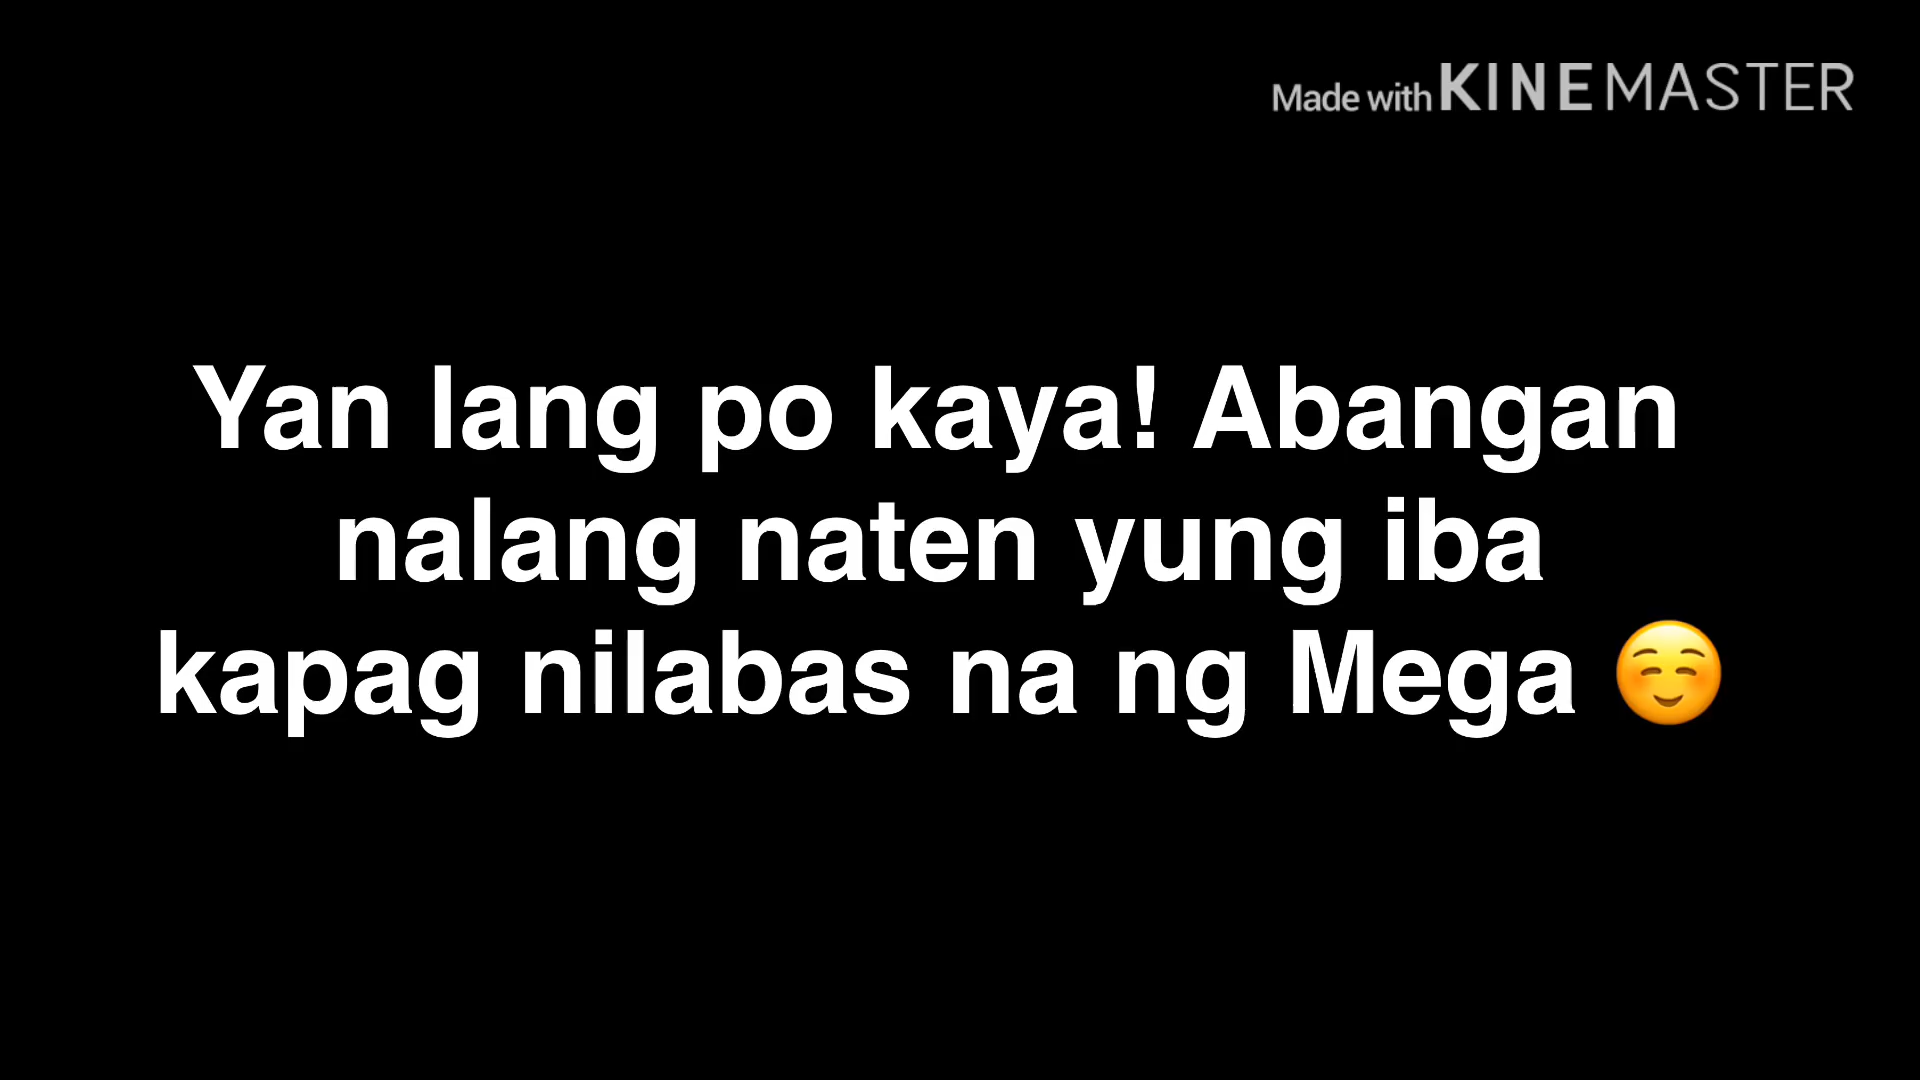 Made with KINEMASTER
Yan lang po kaya! Abangan
nalang naten yung iba
kapag nilabas na ng Mega ☺️